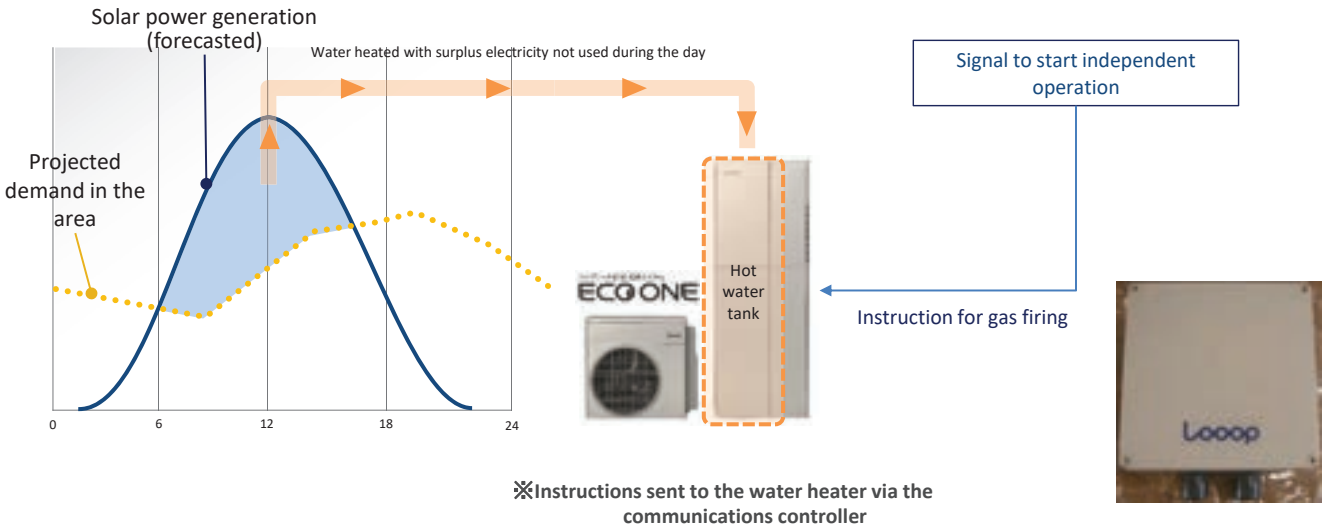 Solar power generation
(forecasted)
Water heated with surplus electricity not used during the day
Signal to start independent
operation
Projected
demand in the
area
ECO ONE
Hot
water
tank
Instruction for gas firing
Looop
0 6 12 18 24
※Instructions sent to the water heater via the
communications controller